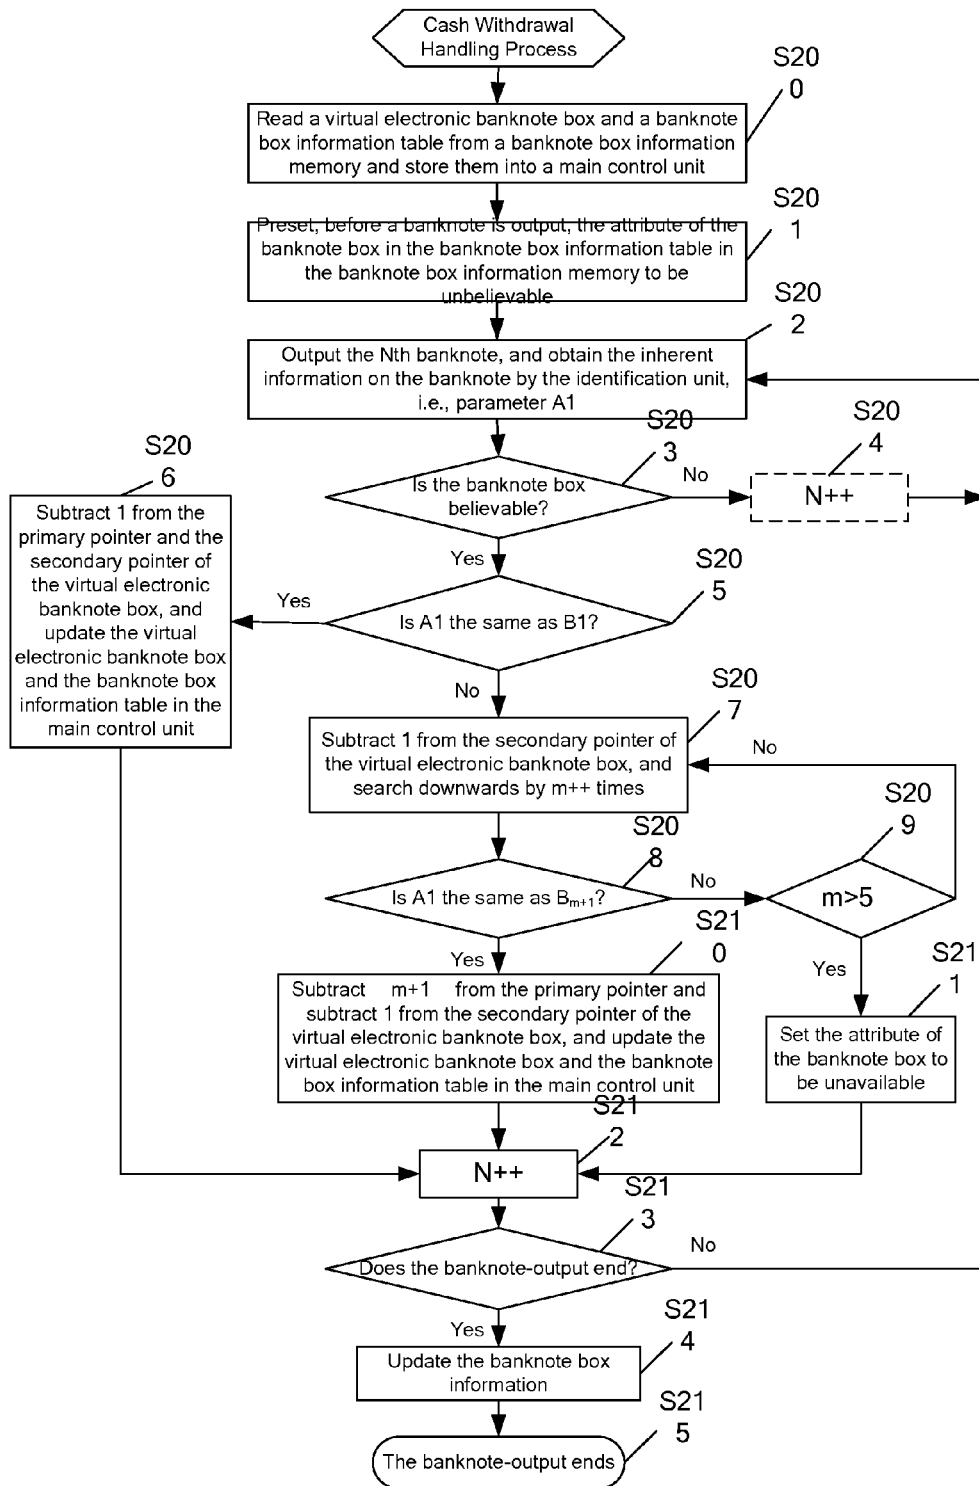 Cash Withdrawal
Handling Process
S20
0
Read a virtual electronic banknote box and a banknote
box information table from a banknote box information
memory and store them into a main control unit
S20
1
Preset, before a banknote is output, the attribute of the
banknote box in the banknote box information table in
the banknote box information memory to be
unbelievable
S20
2
Output the Nth banknote, and obtain the inherent
information on the banknote by the identification unit,
i.e., parameter A1
S20
3
Is the banknote box
believable?
No
S20
4
N++
Yes
S20
6
Subtract 1 from the
primary pointer and the
secondary pointer of
the virtual electronic
banknote box, and
update the virtual
electronic banknote box
and the banknote box
information table in the
main control unit
S20
5
Is A1 the same as B1?
Yes
No
S20
7
Subtract 1 from the secondary pointer of
the virtual electronic banknote box, and
search downwards by m++ times
No
S20
8
Is A1 the same as Bm+1?
No
S20
9
m>5
Yes
Yes
S21
0
Subtract m+1 from the primary pointer and
subtract 1 from the secondary pointer of the
virtual electronic banknote box, and update the
virtual electronic banknote box and the banknote
box information table in the main control unit
S21
1
Set the attribute of
the banknote box to
be unavailable
S21
2
N++
S21
3
Does the banknote-output end?
No
Yes
S21
4
Update the banknote box
information
S21
5
The banknote-output ends